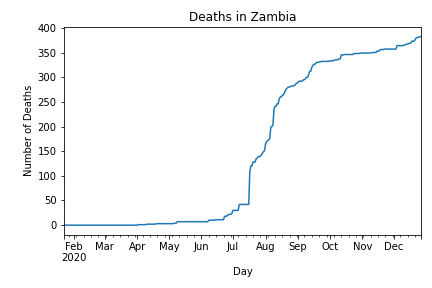 Deaths in Zambia
Number of Deaths
400
350
300
250
200
150
100
50
0
Feb Mar Apr May Jun Jul Aug Sep Oct Nov Dec
2020
Day